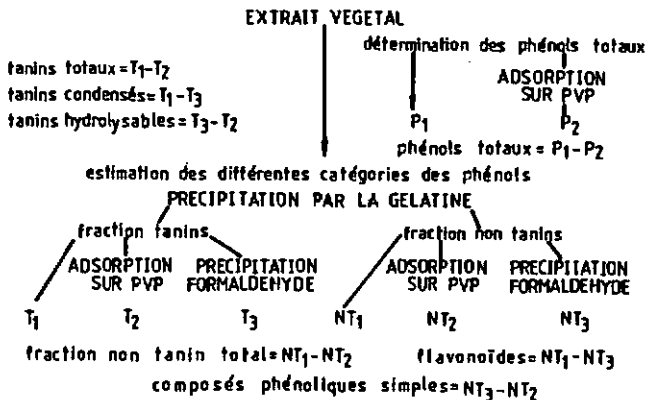 EXTRAIT VEGETAL
détermination des phénols totaux
tanins totaux = T1-T2
tanins condensés = T1-T3
tanins hydrolysables = T3-T2
ADSORPTION
SUR PVP
P1 P2
phénols totaux = P1-P2
estimation des différentes catégories des phénols
PRECIPITATION PAR LA GELATINE
fraction tanins fraction non tanins
ADSORPTION PRECIPITATION ADSORPTION PRECIPITATION
SUR PVP FORMALDEHYDE SUR PVP FORMALDEHYDE
T1 T2 T3 NT1 NT2 NT3
fraction non tanin total = NT1-NT2 flavonoïdes = NT1-NT3
composés phénoliques simples = NT3-NT2